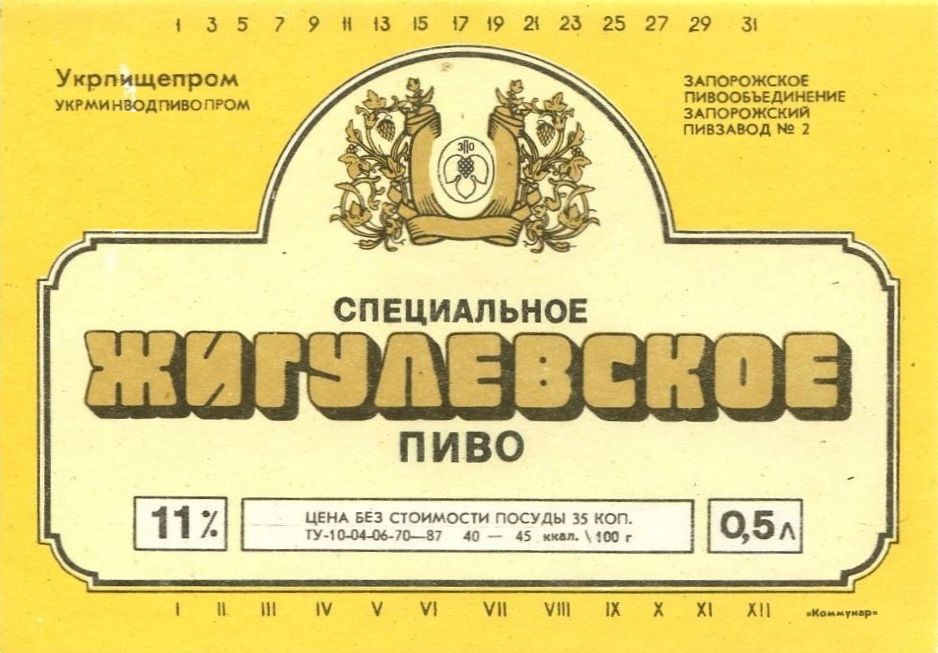 1 3 5 7 9 11 13 15 17 19 21 23 25 27 29 31
Укрпищепром
УКРМИНВОДПИВОПРОМ
ЗАПОРОЖСКОЕ
ПИВООБЪЕДИНЕНИЕ
ЗАПОРОЖСКИЙ
ПИВЗАВОД № 2
ЗПО
СПЕЦИАЛЬНОЕ
ЖИГУЛЕВСКОЕ
ПИВО
11%
ЦЕНА БЕЗ СТОИМОСТИ ПОСУДЫ 35 КОП.
ТУ-10-04-06-70—87 40 — 45 ккал. \ 100 г
0,5 л
I II III IV V VI VII VIII IX X XI XII
«Коммунар»